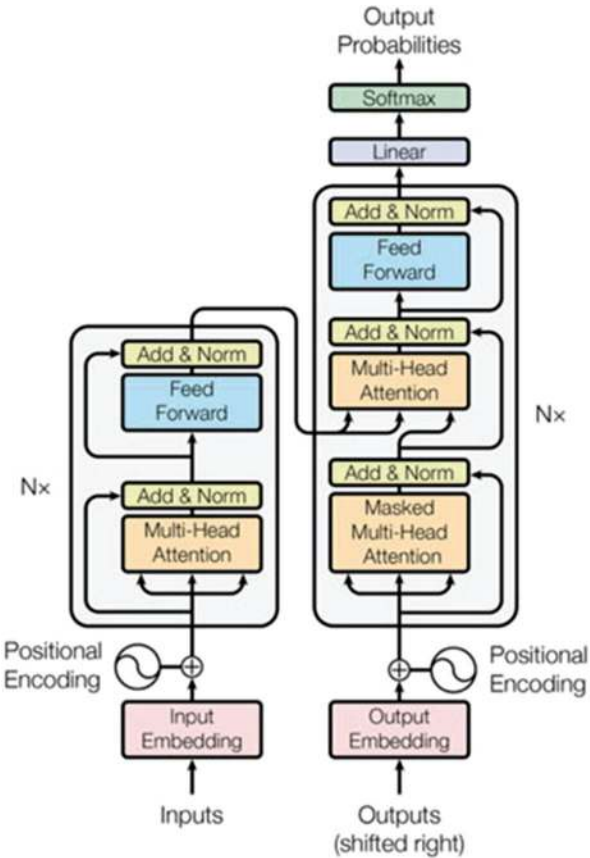 Output
Probabilities
Softmax
Linear
Add & Norm
Feed
Forward
Add & Norm
Multi-Head
Attention
Nx
Add & Norm
Masked
Multi-Head
Attention
Add & Norm
Feed
Forward
Nx
Add & Norm
Multi-Head
Attention
Positional
Encoding
Positional
Encoding
Input
Embedding
Output
Embedding
Inputs
Outputs
(shifted right)